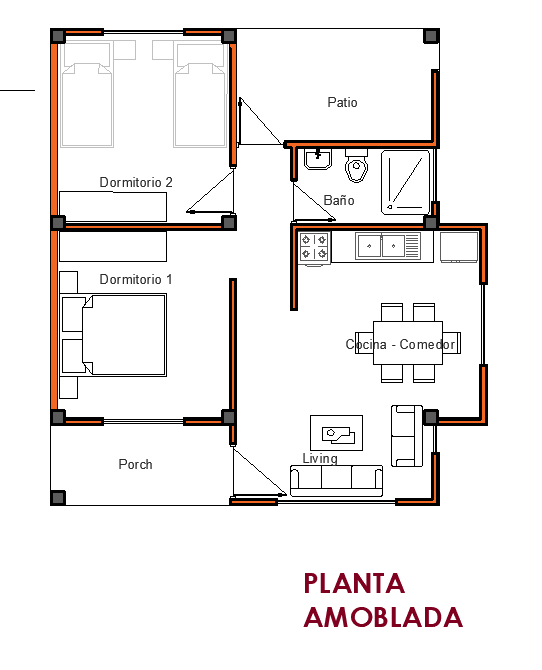 Patio
Dormitorio 2
Baño
Dormitorio 1
Cocina - Comedor
Living
Porch
PLANTA
AMOBLADA